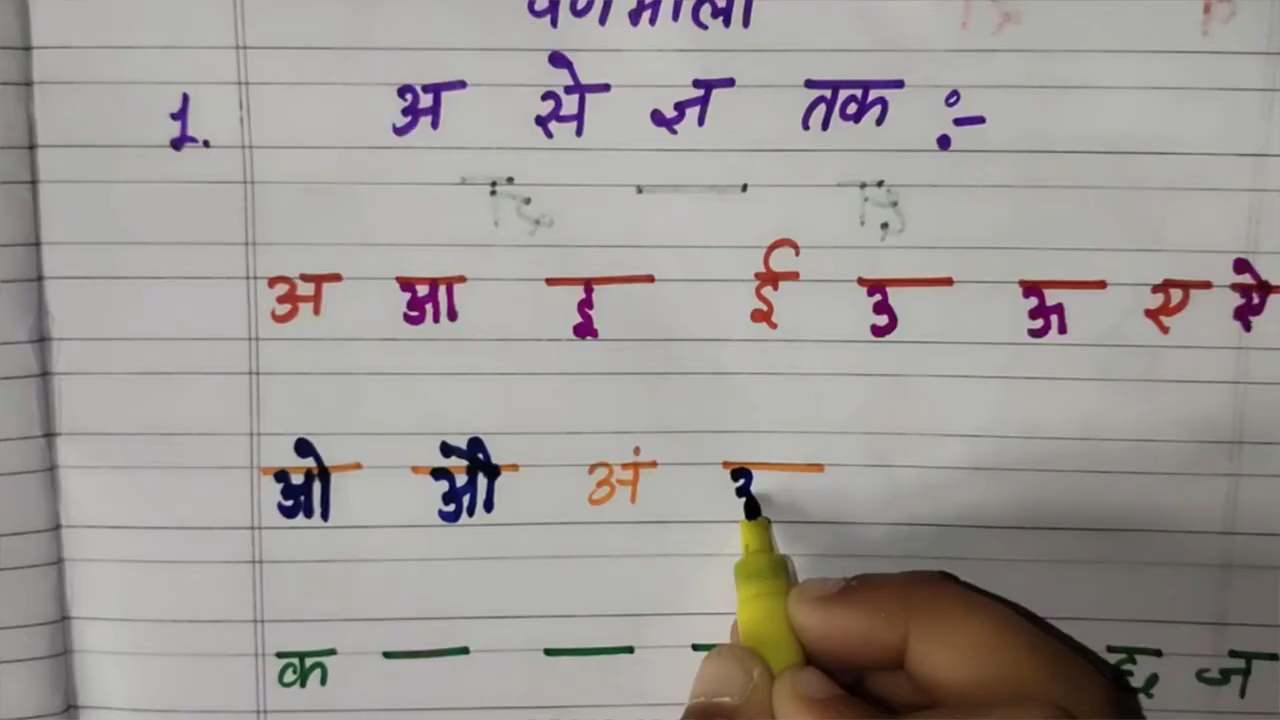 वर्णमाला
1. अ से ज्ञ तक :-
अ आ इ ई उ ऊ ए ऐ
ओ औ अं
क ज